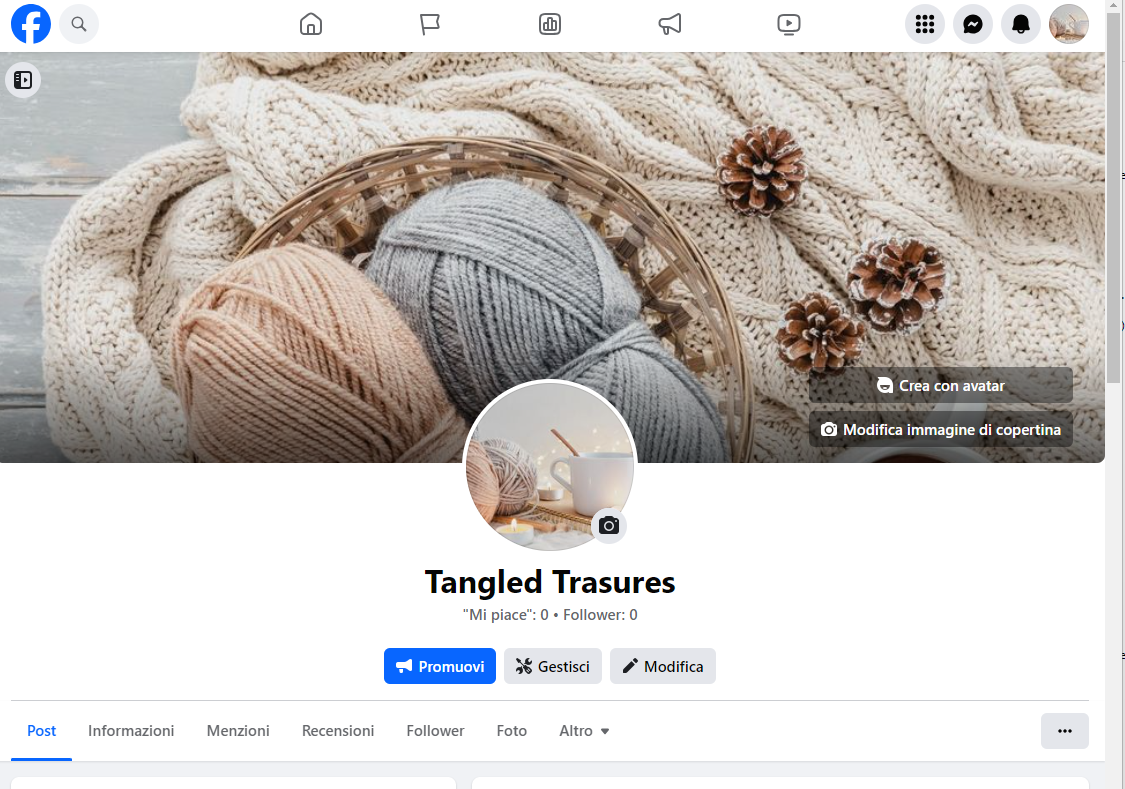 Crea con avatar
Modifica immagine di copertina
Tangled Trasures
"Mi piace": 0 • Follower: 0
Promuovi Gestisci Modifica
Post Informazioni Menzioni Recensioni Follower Foto Altro